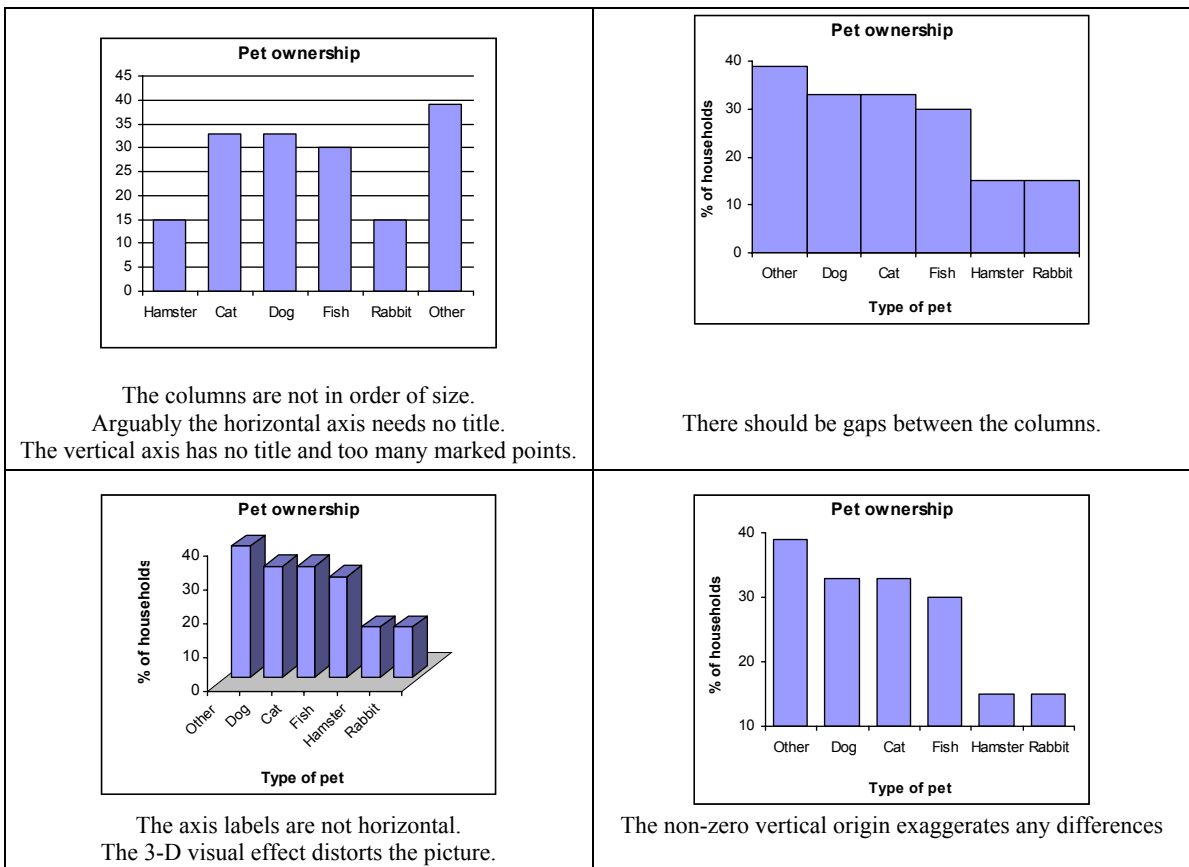 Pet ownership
45
40
35
30
25
20
15
10
5
0
Hamster Cat Dog Fish Rabbit Other
The columns are not in order of size.
Arguably the horizontal axis needs no title.
The vertical axis has no title and too many marked points.
Pet ownership
% of households
40
30
20
10
0
Other Dog Cat Fish Hamster Rabbit
Type of pet
There should be gaps between the columns.
Pet ownership
% of households
40
30
20
10
0
Other Dog Cat Fish Hamster Rabbit
Type of pet
The axis labels are not horizontal.
The 3-D visual effect distorts the picture.
Pet ownership
% of households
40
30
20
10
Other Dog Cat Fish Hamster Rabbit
Type of pet
The non-zero vertical origin exaggerates any differences